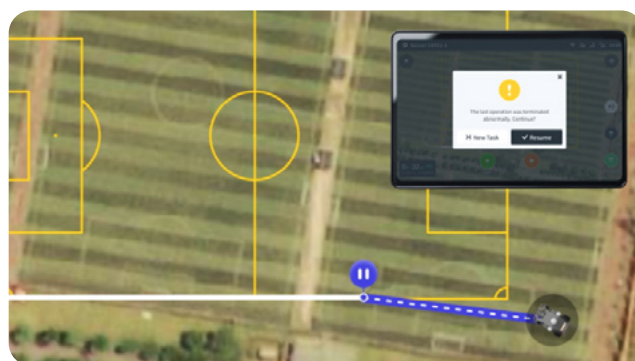 The last operation was terminated
abnormally. Continue?
New Task
Resume